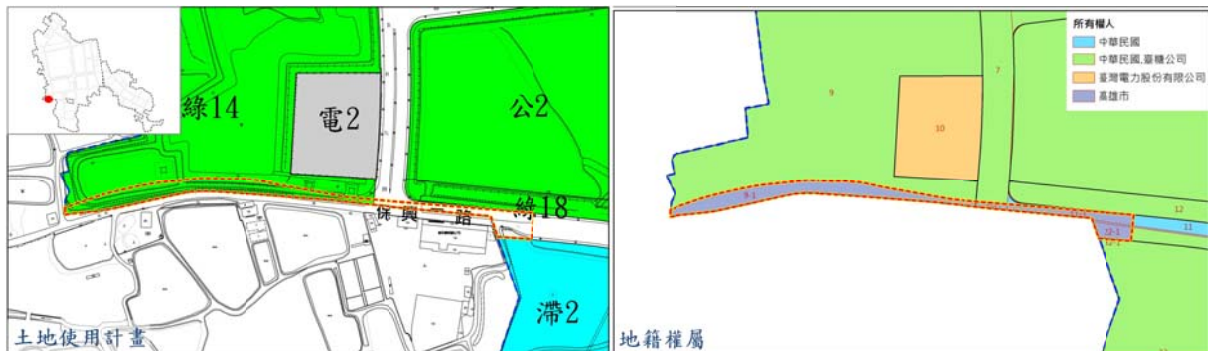 綠14
電2
公2
保興一路
綠18
滯2
土地使用計畫
所有權人
中華民國
中華民國,臺糖公司
臺灣電力股份有限公司
高雄市
7
9
10
9-1
12
11
12-1
地籍權屬